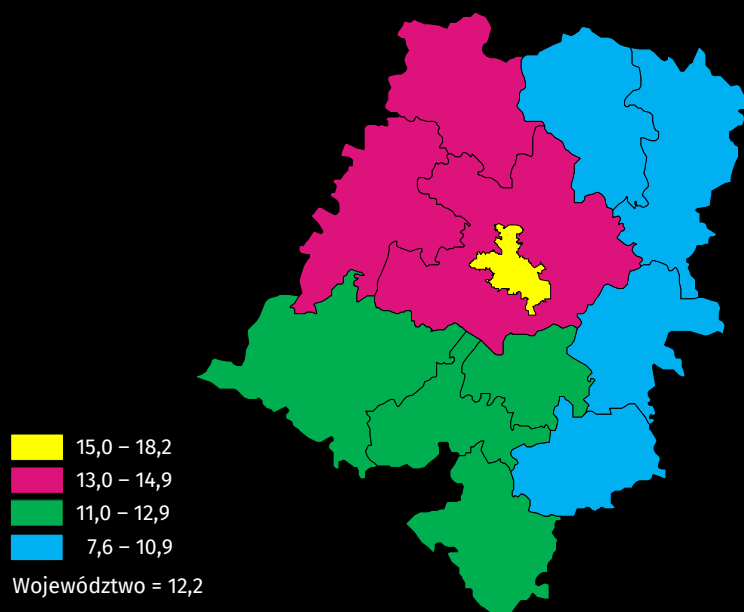 15,0 – 18,2
13,0 – 14,9
11,0 – 12,9
7,6 – 10,9
Województwo = 12,2